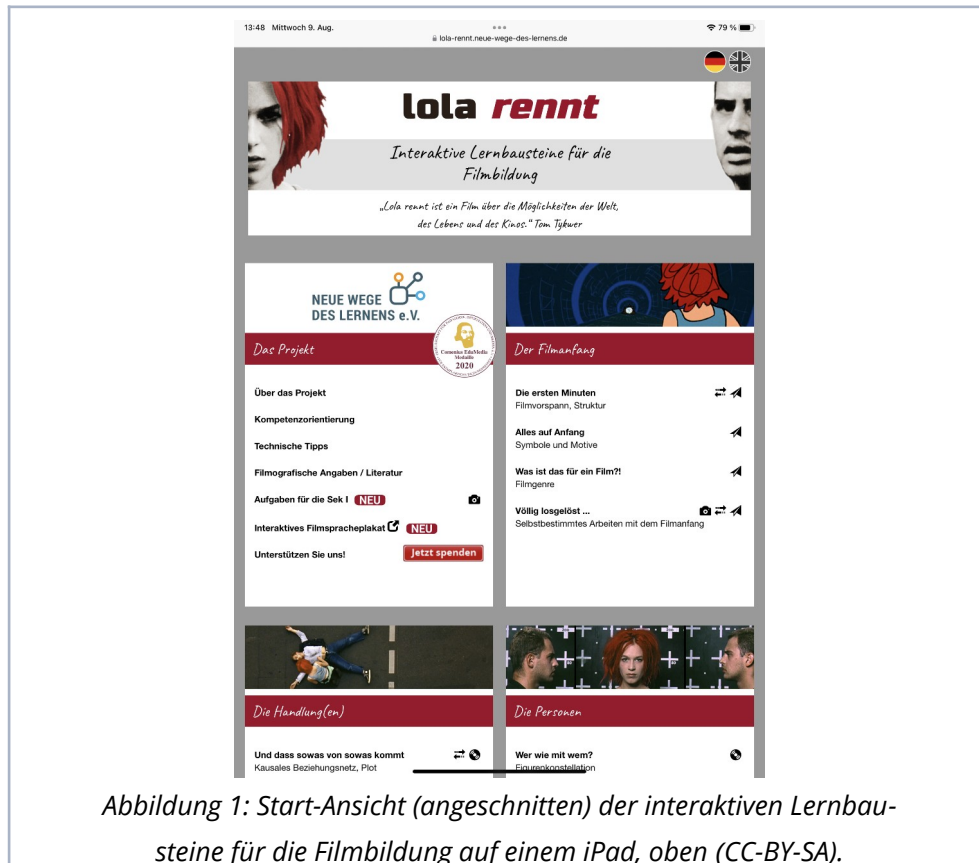 13:48 Mittwoch 9. Aug.
79 %
lola-rennt.neue-wege-des-lernens.de
lola rennt
Interaktive Lernbausteine für die
Filmbildung
„Lola rennt ist ein Film über die Möglichkeiten der Welt,
des Lebens und des Kinos." Tom Tykwer
NEUE WEGE
DES LERNENS e.V.
Das Projekt
Comenius EduMedia
Medaille
2020
Über das Projekt
Kompetenzorientierung
Technische Tipps
Filmografische Angaben / Literatur
Aufgaben für die Sek I NEU
Interaktives Filmspracheplakat NEU
Unterstützen Sie uns! Jetzt spenden
Der Filmanfang
Die ersten Minuten
Filmvorspann, Struktur
Alles auf Anfang
Symbole und Motive
Was ist das für ein Film?!
Filmgenre
Völlig losgelöst ...
Selbstbestimmtes Arbeiten mit dem Filmanfang
Die Handlung(en)
Und dass sowas von sowas kommt
Kausales Beziehungsnetz, Plot
Die Personen
Wer wie mit wem?
Figurenkonstellation
Abbildung 1: Start-Ansicht (angeschnitten) der interaktiven Lernbau-
steine für die Filmbildung auf einem iPad, oben (CC-BY-SA).